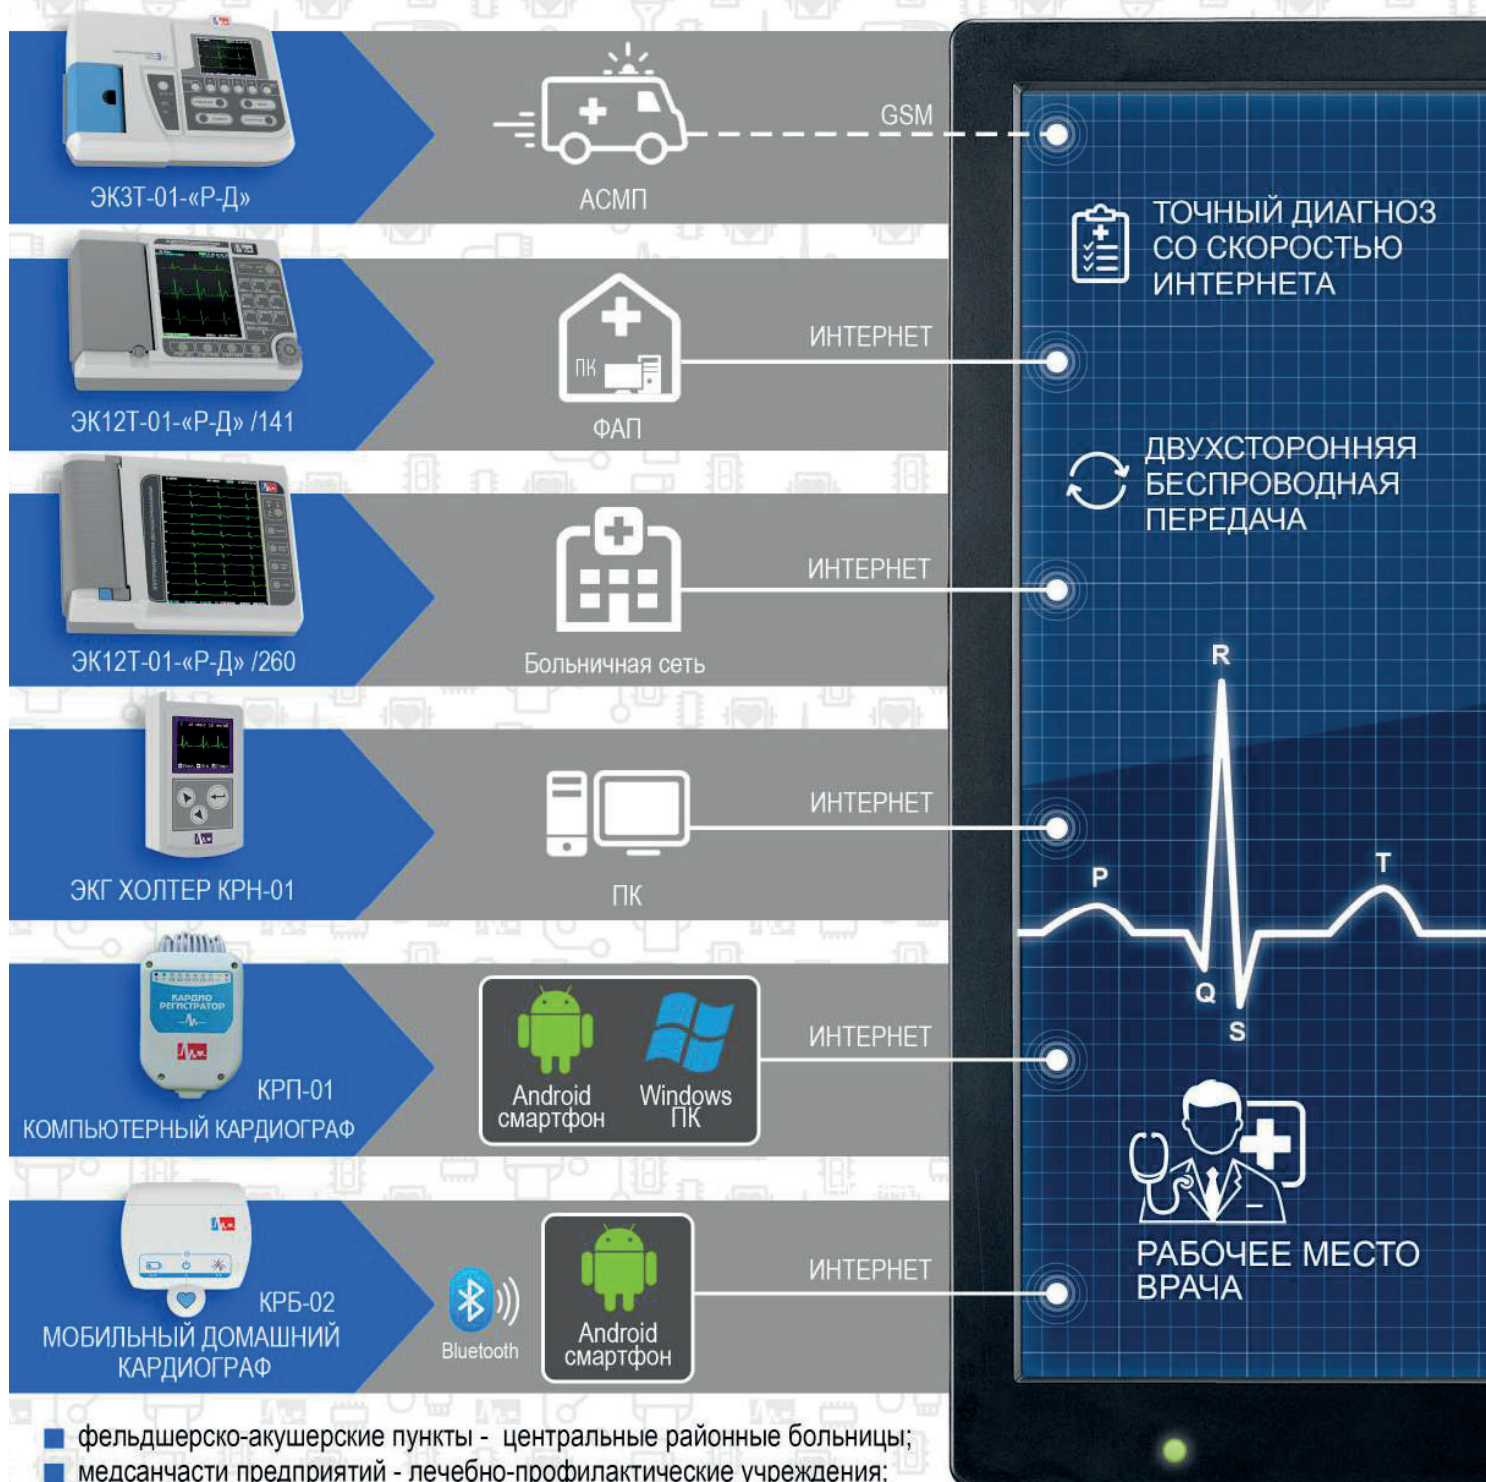 ЭКЗТ-01-«Р-Д»
АСМП
GSM
ЭК12Т-01-«Р-Д» /141
ПК
ФАП
ИНТЕРНЕТ
ЭК12Т-01-«Р-Д» /260
Больничная сеть
ИНТЕРНЕТ
ЭКГ ХОЛТЕР КРН-01
ПК
ИНТЕРНЕТ
КАРДИО
РЕГИСТРАТОР
КРП-01
КОМПЬЮТЕРНЫЙ КАРДИОГРАФ
Android
смартфон
Windows
ПК
ИНТЕРНЕТ
КРБ-02
МОБИЛЬНЫЙ ДОМАШНИЙ
КАРДИОГРАФ
Bluetooth
Android
смартфон
ИНТЕРНЕТ
ТОЧНЫЙ ДИАГНОЗ
СО СКОРОСТЬЮ
ИНТЕРНЕТА
ДВУХСТОРОННЯЯ
БЕСПРОВОДНАЯ
ПЕРЕДАЧА
R
P
T
Q
S
РАБОЧЕЕ МЕСТО
ВРАЧА
фельдшерско-акушерские пункты - центральные районные больницы;
медсанчасти предприятий - лечебно-профилактические учреждения;